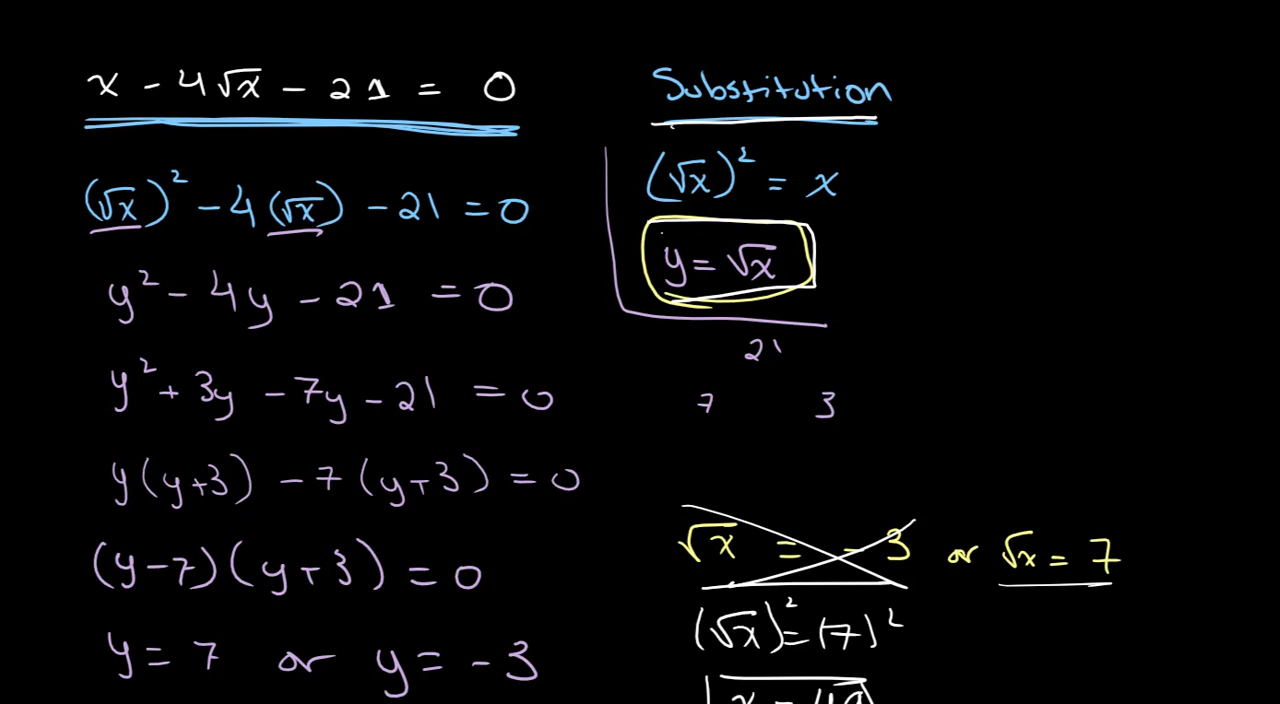 x - 4√x - 21 = 0
(√x)² - 4(√x) - 21 = 0
y² - 4y - 21 = 0
y² + 3y - 7y - 21 = 0
y(y+3) - 7(y+3) = 0
(y-7)(y+3) = 0
y = 7 or y = -3
Substitution
(√x)² = x
y = √x
21
7 3
√x = -3 or √x = 7
(√x)² = (7)²
x = 49